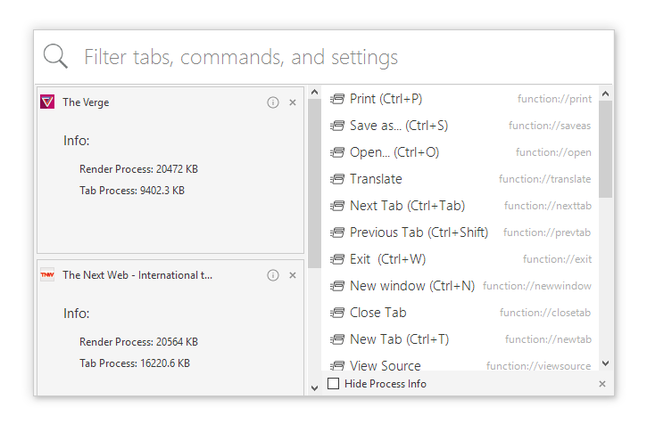 Filter tabs, commands, and settings
The Verge
Info:
Render Process: 20472 KB
Tab Process: 9402.3 KB
TNW The Next Web - International t...
Info:
Render Process: 20564 KB
Tab Process: 16220.6 KB
Print (Ctrl+P) function://print
Save as... (Ctrl+S) function://saveas
Open... (Ctrl+O) function://open
Translate function://translate
Next Tab (Ctrl+Tab) function://nexttab
Previous Tab (Ctrl+Shift) function://prevtab
Exit (Ctrl+W) function://exit
New window (Ctrl+N) function://newwindow
Close Tab function://closetab
New Tab (Ctrl+T) function://newtab
View Source function://viewsource
Hide Process Info